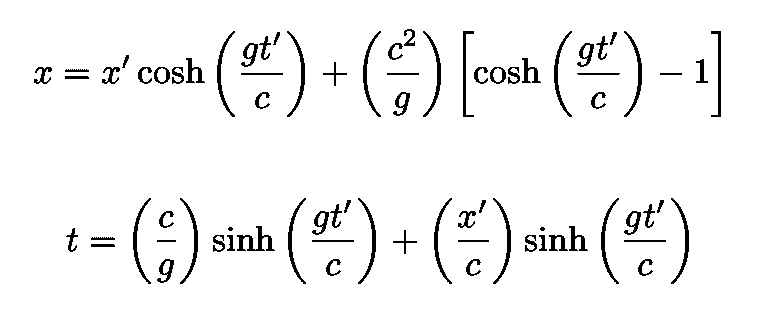 x = x′ cosh (gt′/c) + (c²/g) [cosh (gt′/c) − 1]
t = (c/g) sinh (gt′/c) + (x′/c) sinh (gt′/c)